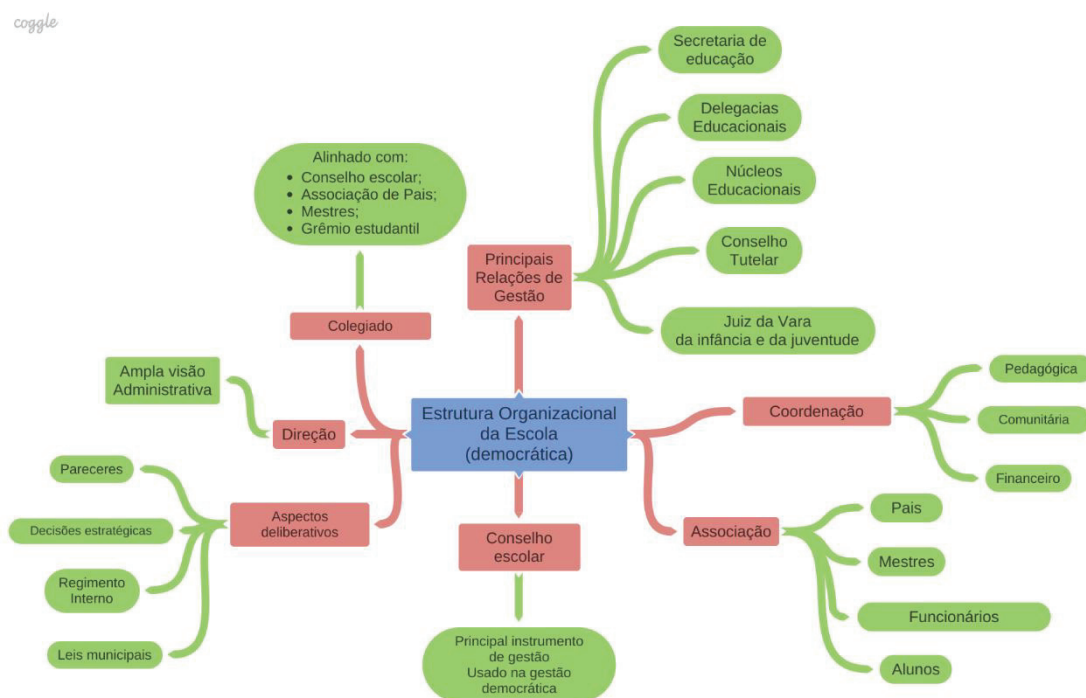 coggle
Secretaria de
educação
Delegacias
Educacionais
Núcleos
Educacionais
Conselho
Tutelar
Juiz da Vara
da infância e da juventude
Principais
Relações de
Gestão
Alinhado com:
• Conselho escolar;
• Associação de Pais;
• Mestres;
• Grêmio estudantil
Colegiado
Ampla visão
Administrativa
Direção
Estrutura Organizacional
da Escola
(democrática)
Coordenação
Pedagógica
Comunitária
Financeiro
Pareceres
Decisões estratégicas
Regimento
Interno
Leis municipais
Aspectos
deliberativos
Conselho
escolar
Principal instrumento
de gestão
Usado na gestão
democrática
Associação
Pais
Mestres
Funcionários
Alunos